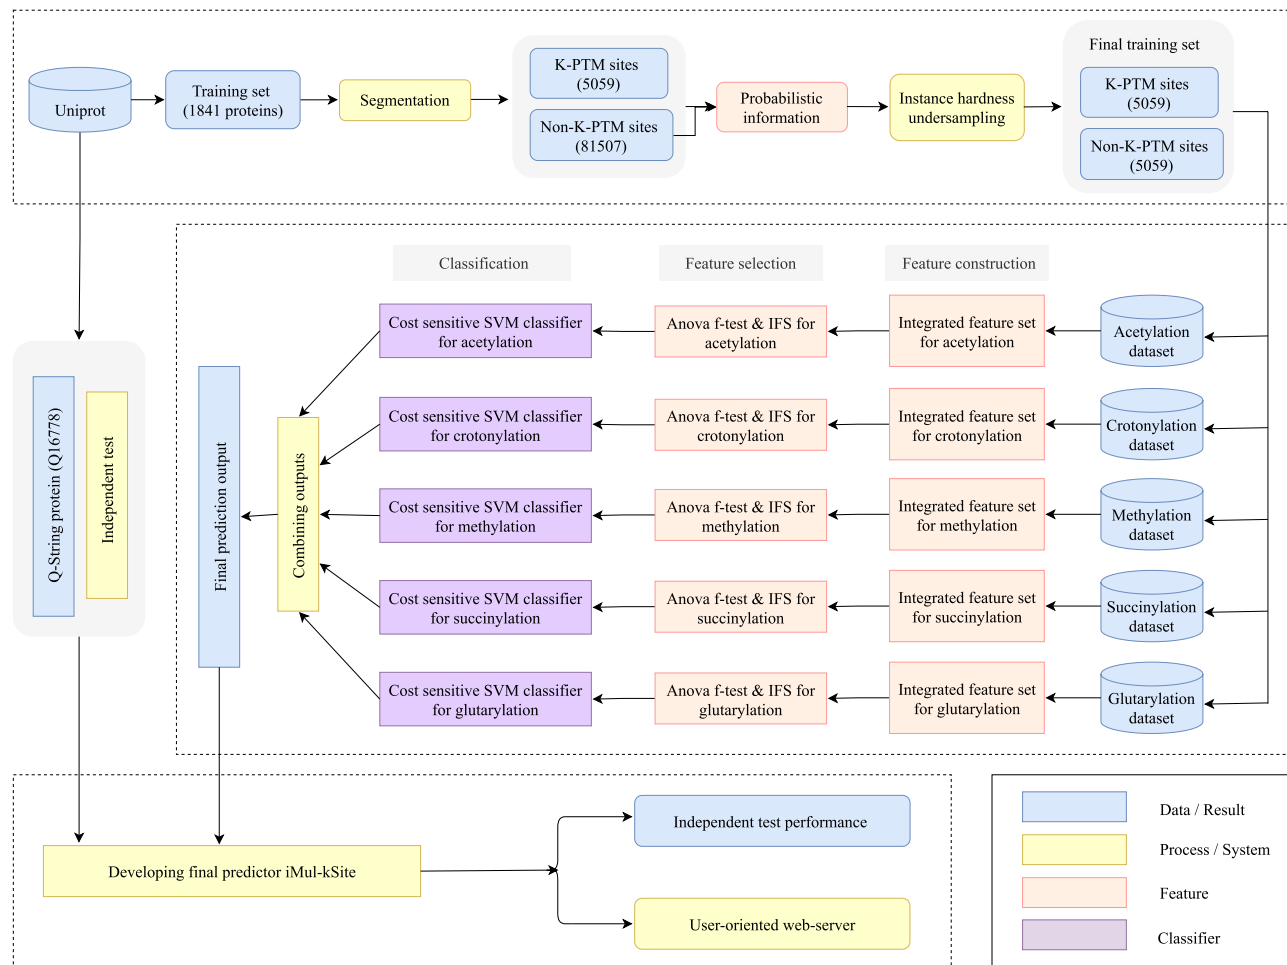 Uniprot
Training set
(1841 proteins)
Segmentation
K-PTM sites
(5059)
Non-K-PTM sites
(81507)
Probabilistic
information
Instance hardness
undersampling
Final training set
K-PTM sites
(5059)
Non-K-PTM sites
(5059)
Classification
Feature selection
Feature construction
Cost sensitive SVM classifier
for acetylation
Anova f-test & IFS for
acetylation
Integrated feature set
for acetylation
Acetylation
dataset
Cost sensitive SVM classifier
for crotonylation
Anova f-test & IFS for
crotonylation
Integrated feature set
for crotonylation
Crotonylation
dataset
Cost sensitive SVM classifier
for methylation
Anova f-test & IFS for
methylation
Integrated feature set
for methylation
Methylation
dataset
Cost sensitive SVM classifier
for succinylation
Anova f-test & IFS for
succinylation
Integrated feature set
for succinylation
Succinylation
dataset
Cost sensitive SVM classifier
for glutarylation
Anova f-test & IFS for
glutarylation
Integrated feature set
for glutarylation
Glutarylation
dataset
Combining outputs
Final prediction output
Q-String protein (Q16778)
Independent test
Developing final predictor iMul-kSite
Independent test performance
User-oriented web-server
Data / Result
Process / System
Feature
Classifier